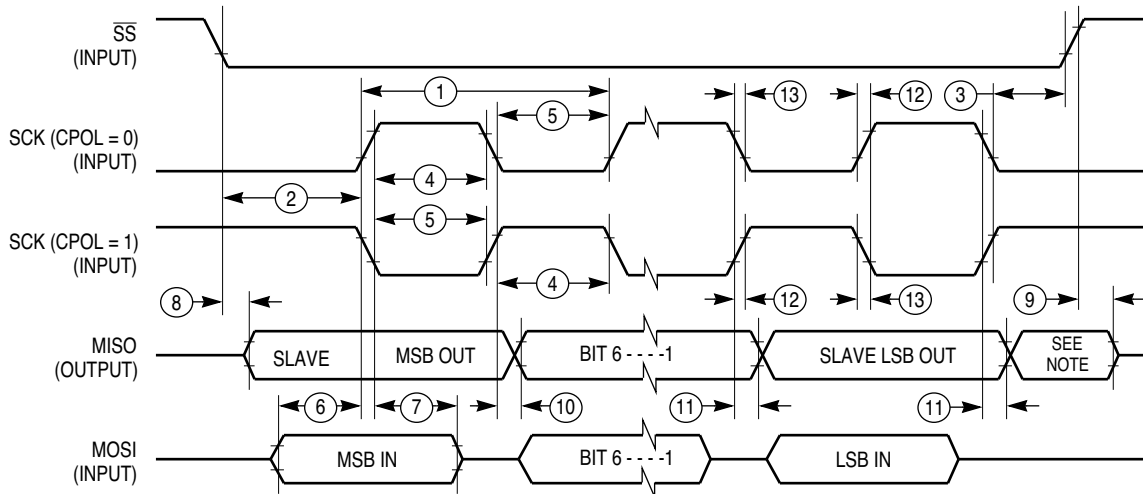 SS
(INPUT)
1
13
12
3
5
SCK (CPOL = 0)
(INPUT)
4
2
5
SCK (CPOL = 1)
(INPUT)
4
12
13
8
9
MISO
(OUTPUT)
SLAVE
MSB OUT
BIT 6 - - - - -1
SLAVE LSB OUT
SEE
NOTE
6
7
10
11
11
MOSI
(INPUT)
MSB IN
BIT 6 - - - - -1
LSB IN